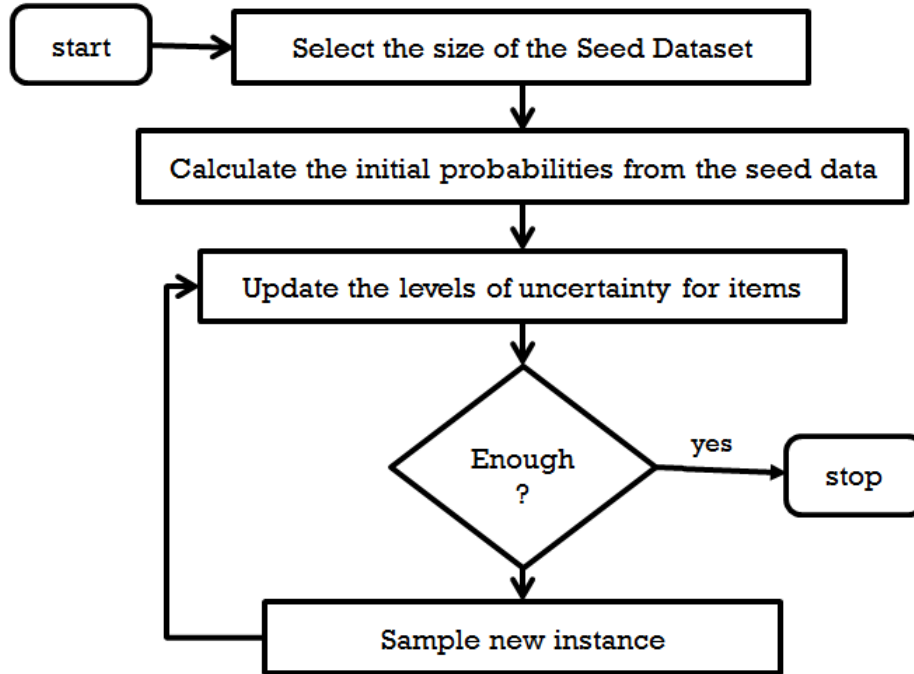 start
Select the size of the Seed Dataset
Calculate the initial probabilities from the seed data
Update the levels of uncertainty for items
Enough
?
yes
stop
Sample new instance